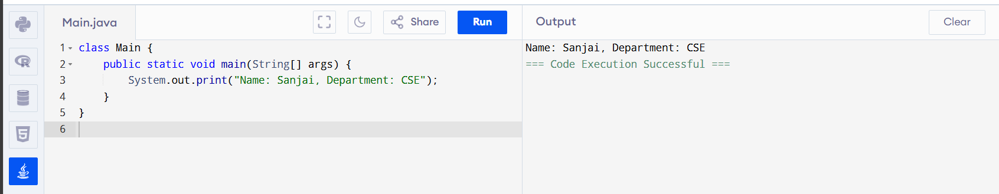 Main.java Share Run Output Clear
1 class Main {
2     public static void main(String[] args) {
3         System.out.print("Name: Sanjai, Department: CSE");
4     }
5 }
6
Name: Sanjai, Department: CSE
=== Code Execution Successful ===